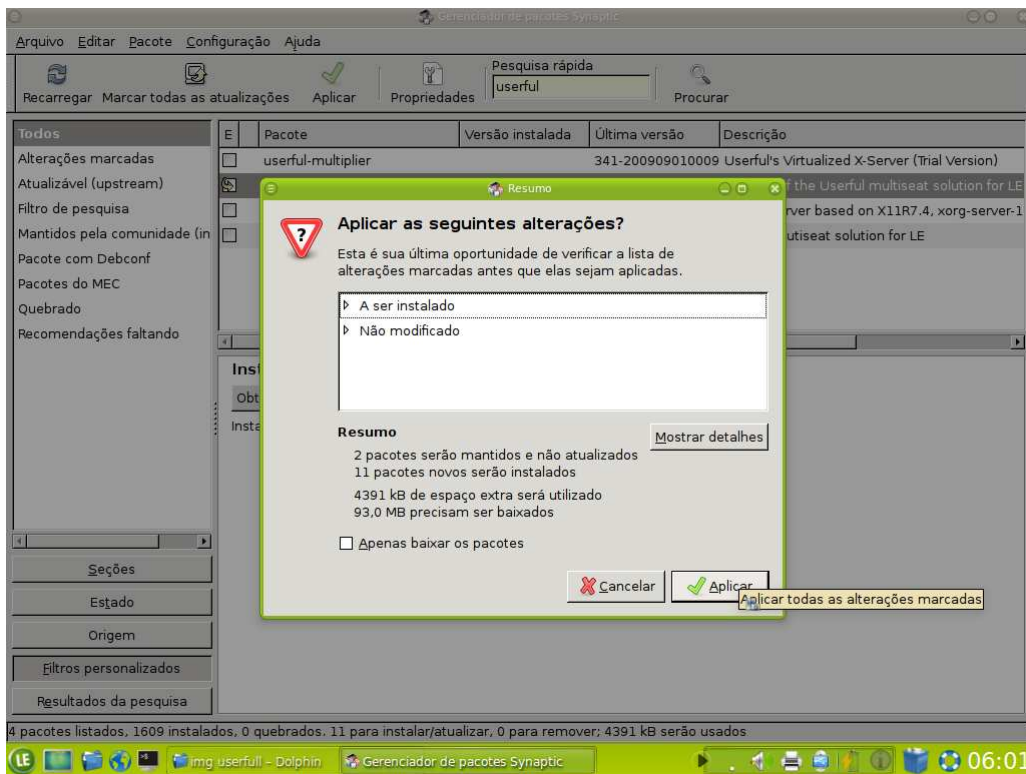 Gerenciador de pacotes Synaptic
Arquivo Editar Pacote Configuração Ajuda
Recarregar Marcar todas as atualizações Aplicar Propriedades Pesquisa rápida userful Procurar
Todos
Alterações marcadas
Atualizável (upstream)
Filtro de pesquisa
Mantidos pela comunidade (in
Pacote com Debconf
Pacotes do MEC
Quebrado
Recomendações faltando
Seções
Estado
Origem
Filtros personalizados
Resultados da pesquisa
E Pacote Versão instalada Última versão Descrição
userful-multiplier 341-200909010009 Userful's Virtualized X-Server (Trial Version)
f the Userful multiseat solution for LE
rver based on X11R7.4, xorg-server-1
utiseat solution for LE
Inst
Obt
Insta
Resumo
Aplicar as seguintes alterações?
Esta é sua última oportunidade de verificar a lista de
alterações marcadas antes que elas sejam aplicadas.
A ser instalado
Não modificado
Resumo
Mostrar detalhes
2 pacotes serão mantidos e não atualizados
11 pacotes novos serão instalados
4391 kB de espaço extra será utilizado
93,0 MB precisam ser baixados
Apenas baixar os pacotes
Cancelar Aplicar
Aplicar todas as alterações marcadas
4 pacotes listados, 1609 instalados, 0 quebrados. 11 para instalar/atualizar, 0 para remover; 4391 kB serão usados
LE img userfull - Dolphin Gerenciador de pacotes Synaptic 06:01